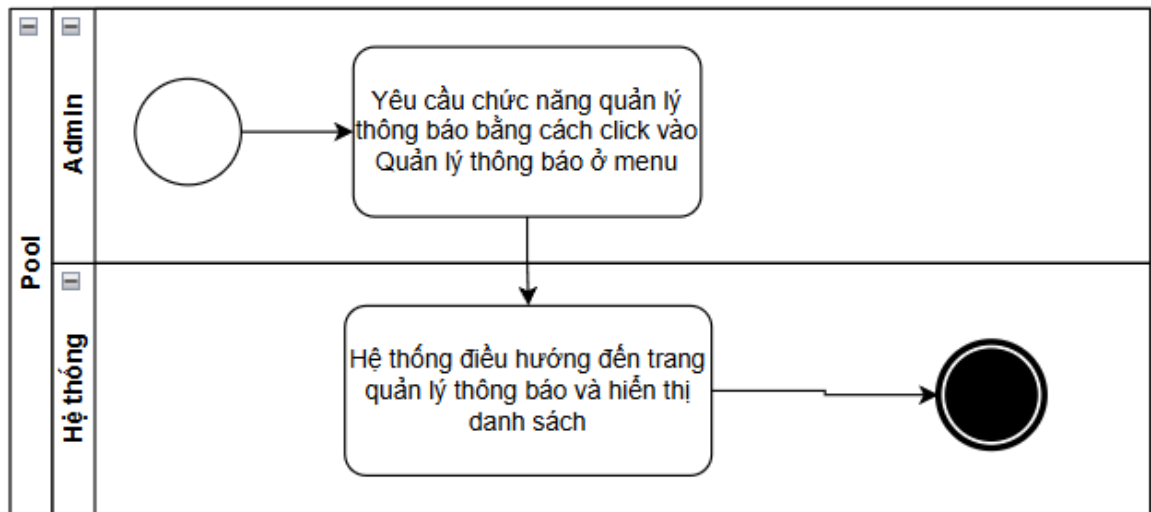 Pool
Admin
Yêu cầu chức năng quản lý
thông báo bằng cách click vào
Quản lý thông báo ở menu
Hệ thống
Hệ thống điều hướng đến trang
quản lý thông báo và hiển thị
danh sách